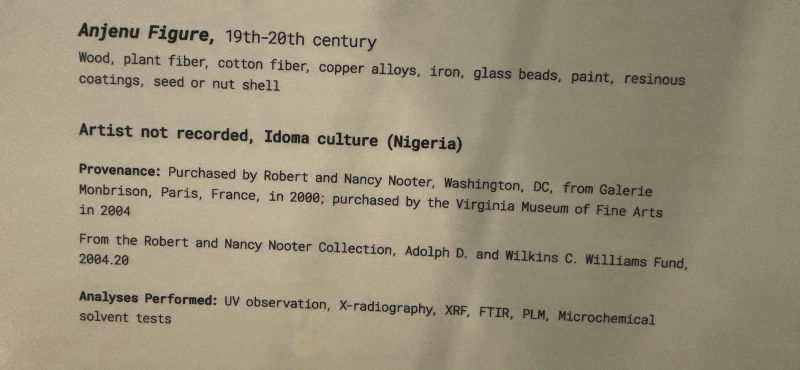 Anjenu Figure, 19th-20th century
Wood, plant fiber, cotton fiber, copper alloys, iron, glass beads, paint, resinous
coatings, seed or nut shell
Artist not recorded, Idoma culture (Nigeria)
Provenance: Purchased by Robert and Nancy Nooter, Washington, DC, from Galerie
Monbrison, Paris, France, in 2000; purchased by the Virginia Museum of Fine Arts
in 2004
From the Robert and Nancy Nooter Collection, Adolph D. and Wilkins C. Williams Fund,
2004.20
Analyses Performed: UV observation, X-radiography, XRF, FTIR, PLM, Microchemical
solvent tests